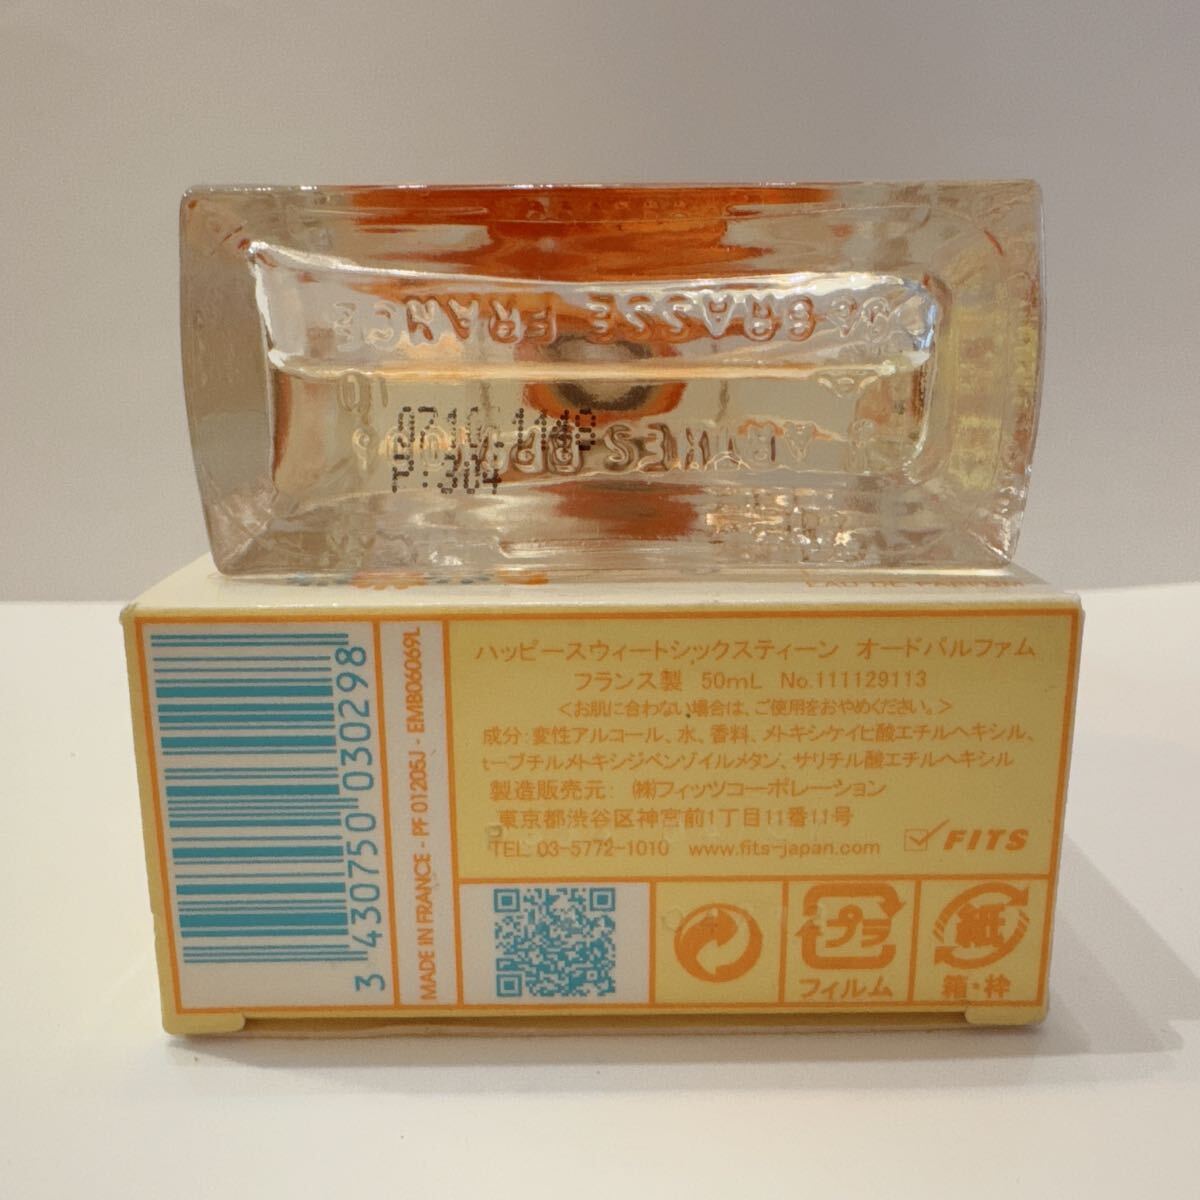 GRASSE FRANCE
3 430750 030298
MADE IN FRANCE - PF 01205J - EMB06069L
ハッピースウィートシックスティーン オードパルファム
フランス製 50mL No.111129113
<お肌に合わない場合は、ご使用をおやめください。>
成分:変性アルコール、水、香料、メトキシケイヒ酸エチルヘキシル、
t-ブチルメトキシジベンゾイルメタン、サリチル酸エチルヘキシル
製造販売元: ㈱フィッツコーポレーション
東京都渋谷区神宮前1丁目11番11号
TEL 03-5772-1010 www.fits-japan.com
FITS
プラ
フィルム
紙
箱・枠